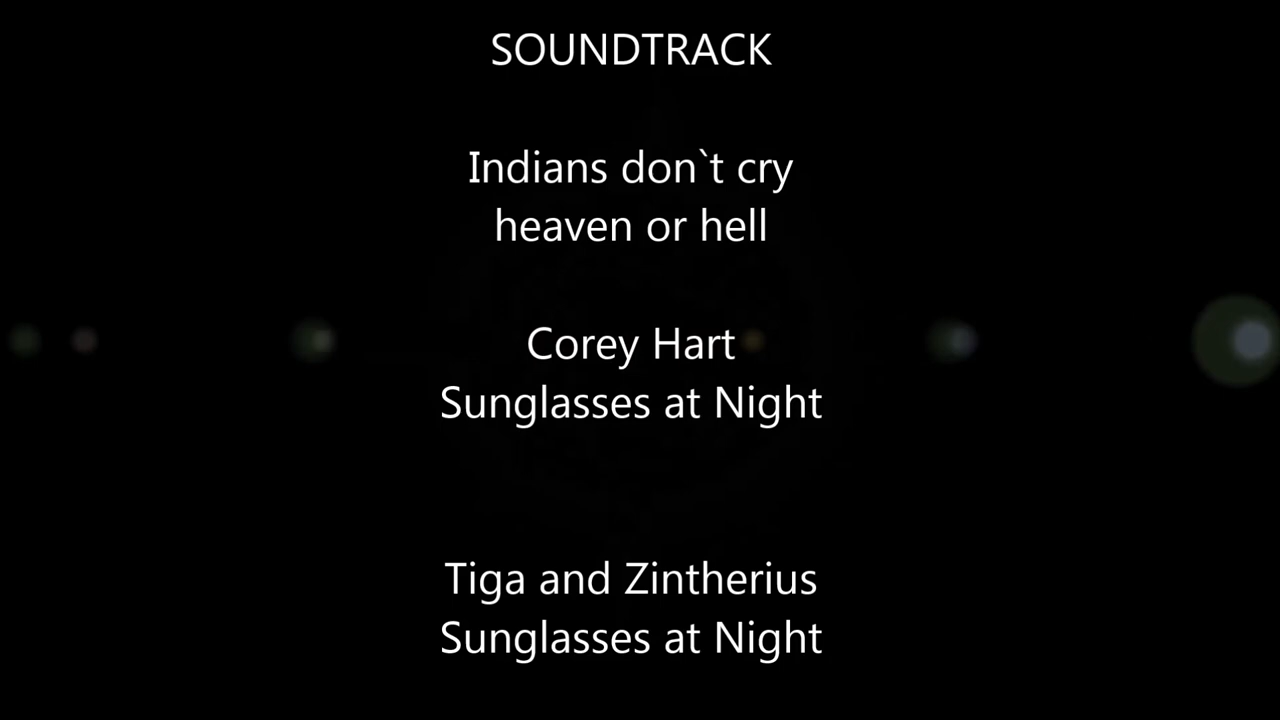 SOUNDTRACK
Indians don`t cry
heaven or hell
Corey Hart
Sunglasses at Night
Tiga and Zintherius
Sunglasses at Night